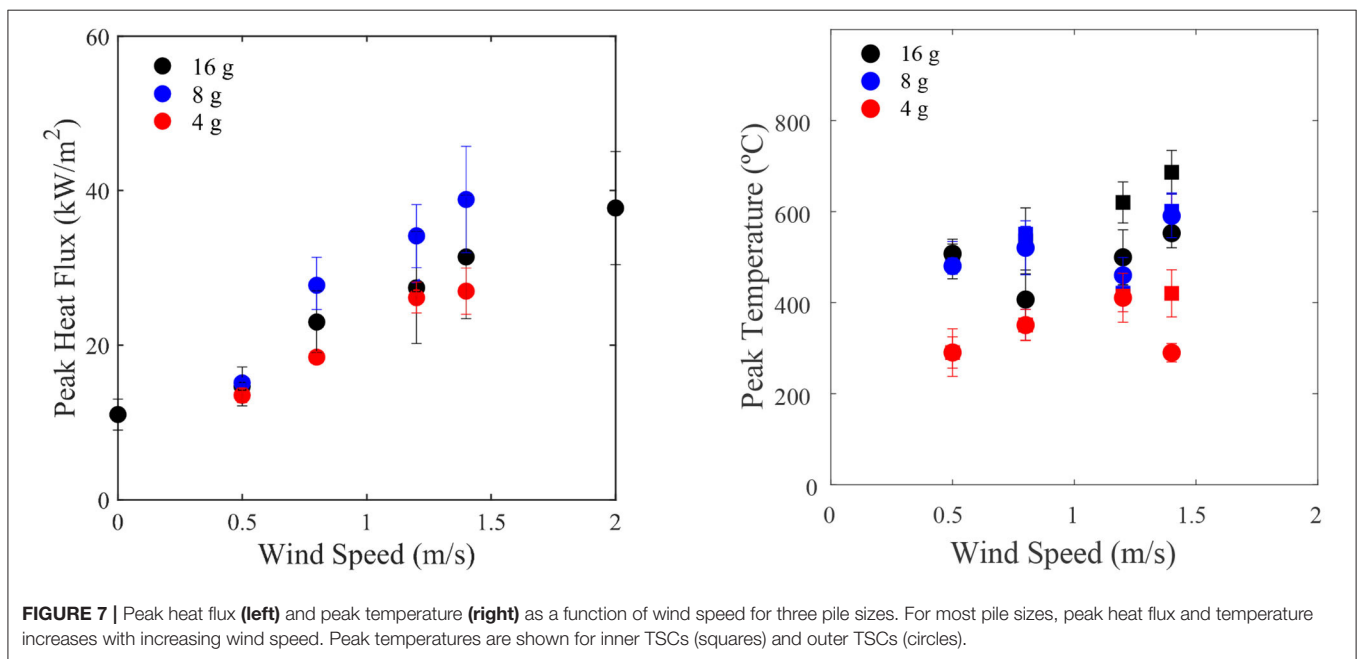 60
40
20
0
0
0.5
1
1.5
2
Peak Heat Flux (kW/m²)
Wind Speed (m/s)
16 g
8 g
4 g
800
600
400
200
0
0
0.5
1
1.5
2
Peak Temperature (ºC)
Wind Speed (m/s)
16 g
8 g
4 g
FIGURE 7 | Peak heat flux (left) and peak temperature (right) as a function of wind speed for three pile sizes. For most pile sizes, peak heat flux and temperature
increases with increasing wind speed. Peak temperatures are shown for inner TSCs (squares) and outer TSCs (circles).